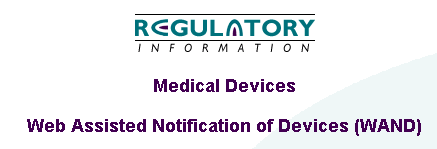 REGULATORY
INFORMATION
Medical Devices
Web Assisted Notification of Devices (WAND)